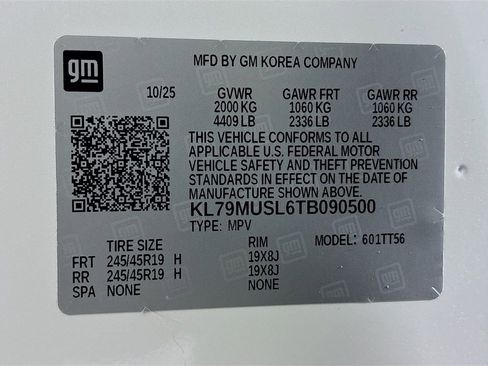 gm
MFD BY GM KOREA COMPANY
10/25 GVWR GAWR FRT GAWR RR
2000 KG 1060 KG 1060 KG
4409 LB 2336 LB 2336 LB
THIS VEHICLE CONFORMS TO ALL
APPLICABLE U.S. FEDERAL MOTOR
VEHICLE SAFETY AND THEFT PREVENTION
STANDARDS IN EFFECT ON THE DATE OF
MANUFACTURE SHOWN ABOVE.
KL79MUSL6TB090500
TYPE: MPV
TIRE SIZE RIM MODEL: 601TT56
FRT 245/45R19 H 19X8J
RR 245/45R19 H 19X8J
SPA NONE NONE